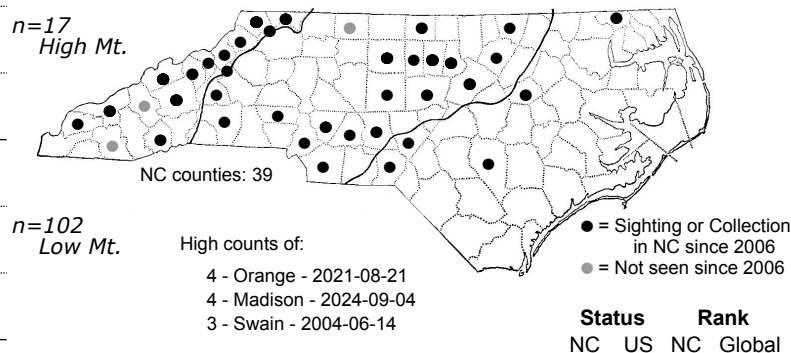 n=17
High Mt.
NC counties: 39
n=102
Low Mt.
High counts of:
4 - Orange - 2021-08-21
4 - Madison - 2024-09-04
3 - Swain - 2004-06-14
= Sighting or Collection
in NC since 2006
= Not seen since 2006
Status Rank
NC US NC Global